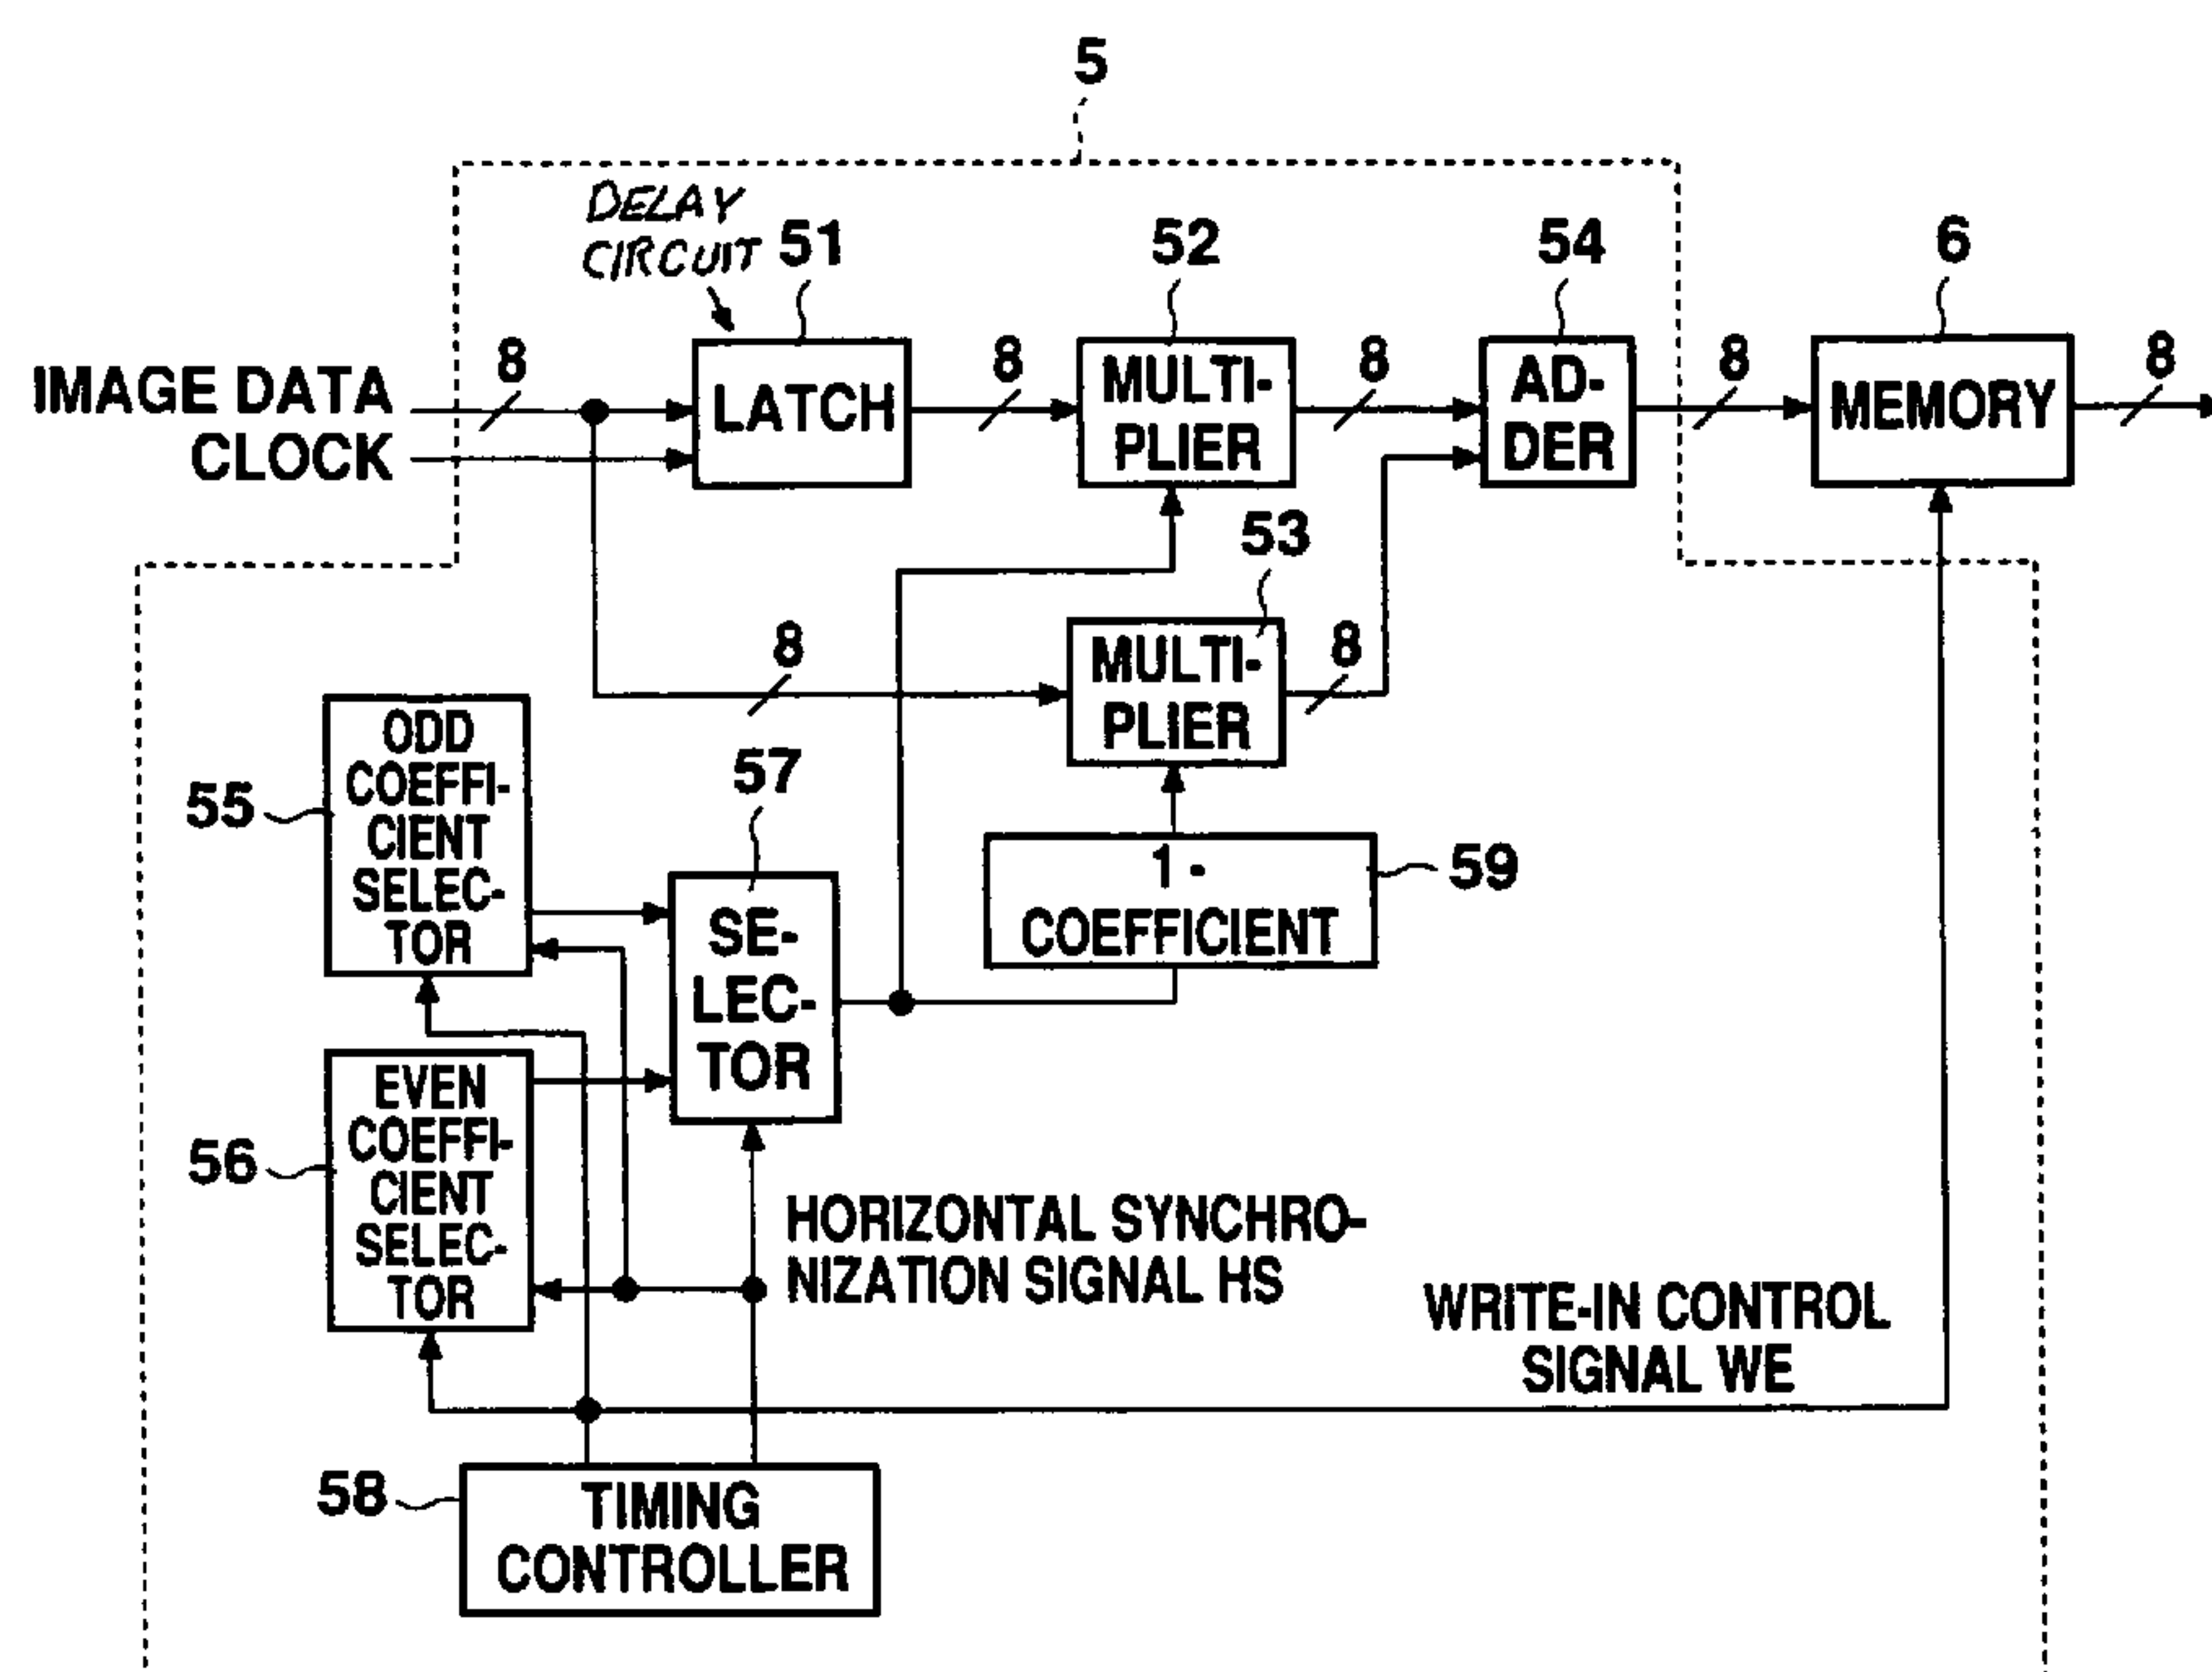 5
DELAY
CIRCUIT
51
52
54
6
8
8
8
8
8
IMAGE DATA
CLOCK
LATCH
MULTI-
PLIER
AD-
DER
MEMORY
53
8
8
MULTI-
PLIER
55
ODD
COEFFI-
CIENT
SELEC-
TOR
57
SE-
LEC-
TOR
1 -
COEFFICIENT
59
56
EVEN
COEFFI-
CIENT
SELEC-
TOR
HORIZONTAL SYNCHRO-
NIZATION SIGNAL HS
WRITE-IN CONTROL
SIGNAL WE
58
TIMING
CONTROLLER